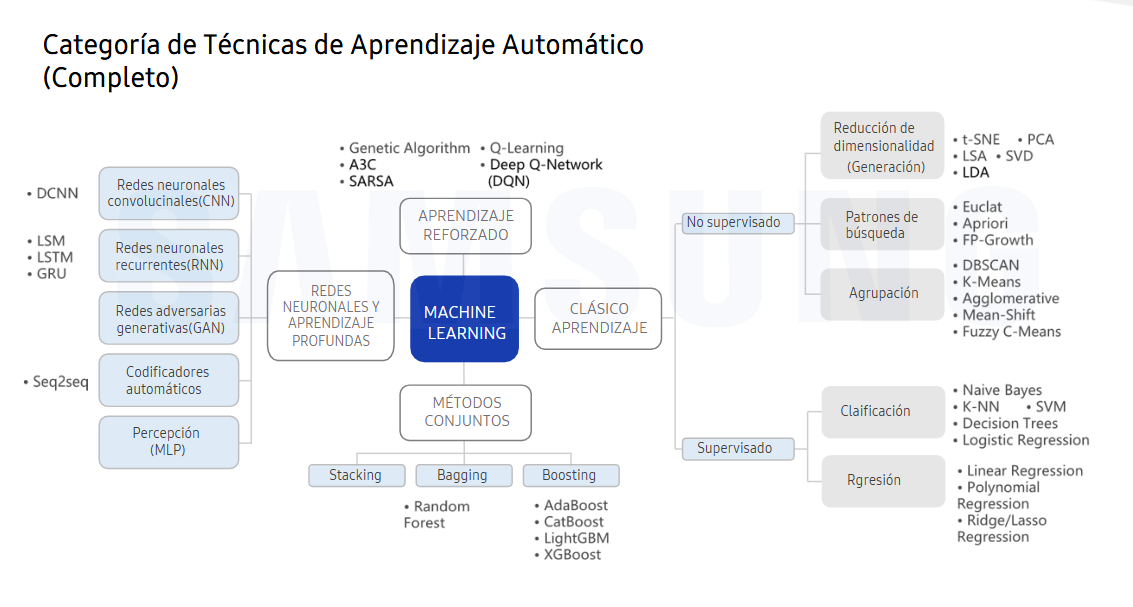 Categoría de Técnicas de Aprendizaje Automático
(Completo)
SAMSUNG
• DCNN
Redes neuronales
convolucinales(CNN)
• LSM
• LSTM
• GRU
Redes neuronales
recurrentes(RNN)
Redes adversarias
generativas(GAN)
• Seq2seq
Codificadores
automáticos
Percepción
(MLP)
REDES
NEURONALES Y
APRENDIZAJE
PROFUNDAS
• Genetic Algorithm
• A3C
• SARSA
• Q-Learning
• Deep Q-Network
(DQN)
APRENDIZAJE
REFORZADO
MACHINE
LEARNING
MÉTODOS
CONJUNTOS
Stacking
Bagging
• Random
Forest
Boosting
• AdaBoost
• CatBoost
• LightGBM
• XGBoost
CLÁSICO
APRENDIZAJE
No supervisado
Reducción de
dimensionalidad
(Generación)
• t-SNE • PCA
• LSA • SVD
• LDA
Patrones de
búsqueda
• Euclat
• Apriori
• FP-Growth
Agrupación
• DBSCAN
• K-Means
• Agglomerative
• Mean-Shift
• Fuzzy C-Means
Supervisado
Claificación
• Naive Bayes
• K-NN • SVM
• Decision Trees
• Logistic Regression
Rgresión
• Linear Regression
• Polynomial
Regression
• Ridge/Lasso
Regression